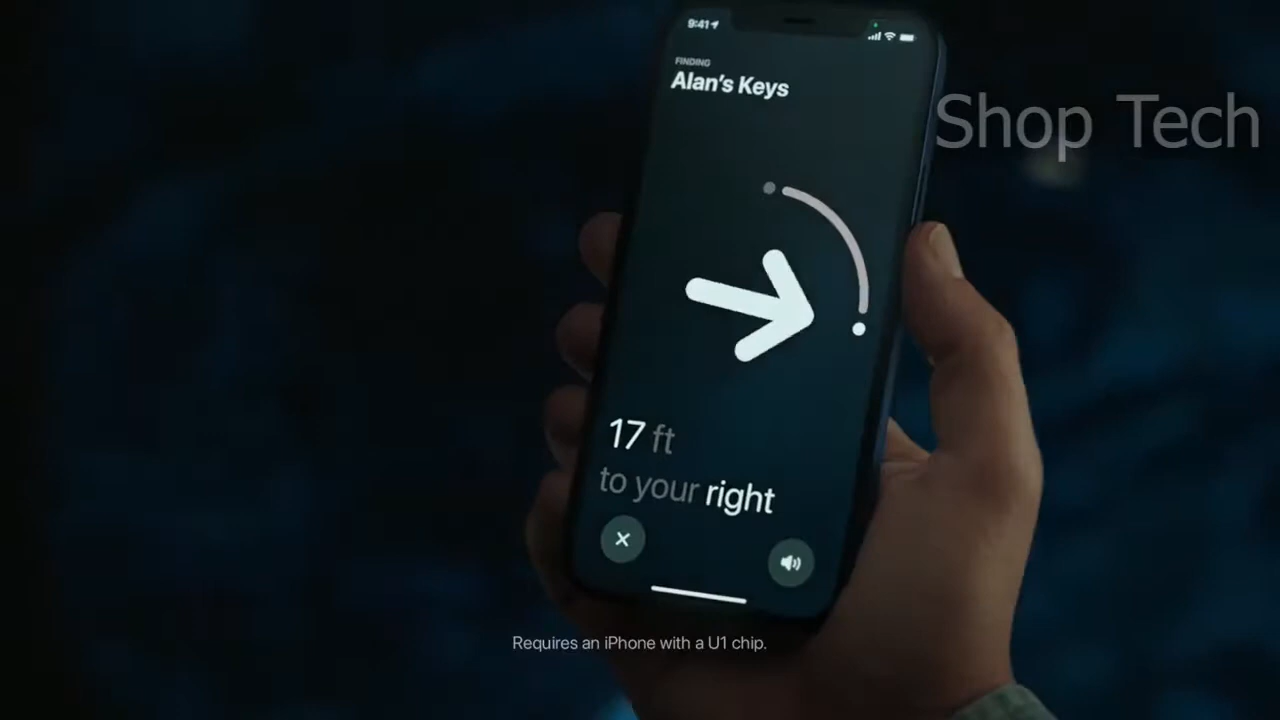 9:41
FINDING
Alan's Keys
Shop Tech
17 ft
to your right
Requires an iPhone with a U1 chip.